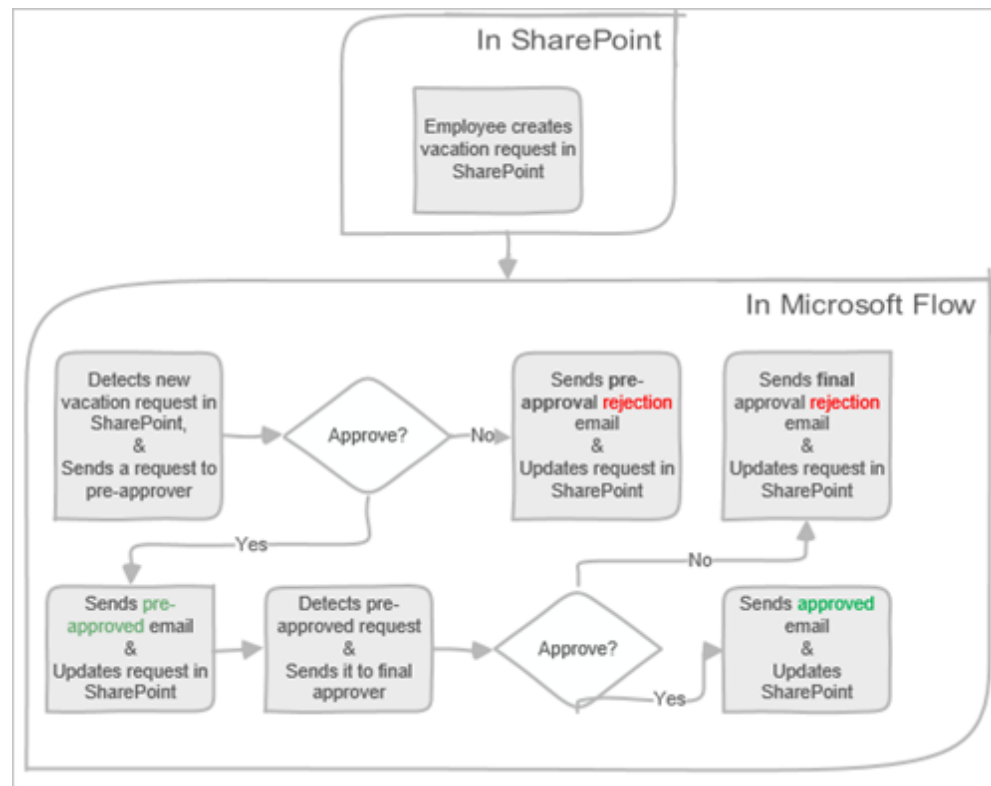 In SharePoint
Employee creates
vacation request in
SharePoint
In Microsoft Flow
Detects new
vacation request in
SharePoint,
&
Sends a request to
pre-approver
Approve?
No
Sends pre-
approval rejection
email
&
Updates request in
SharePoint
Sends final
approval rejection
email
&
Updates request in
SharePoint
Yes
Sends pre-
approved email
&
Updates request in
SharePoint
Detects pre-
approved request
&
Sends it to final
approver
Approve?
No
Yes
Sends approved
email
&
Updates
SharePoint